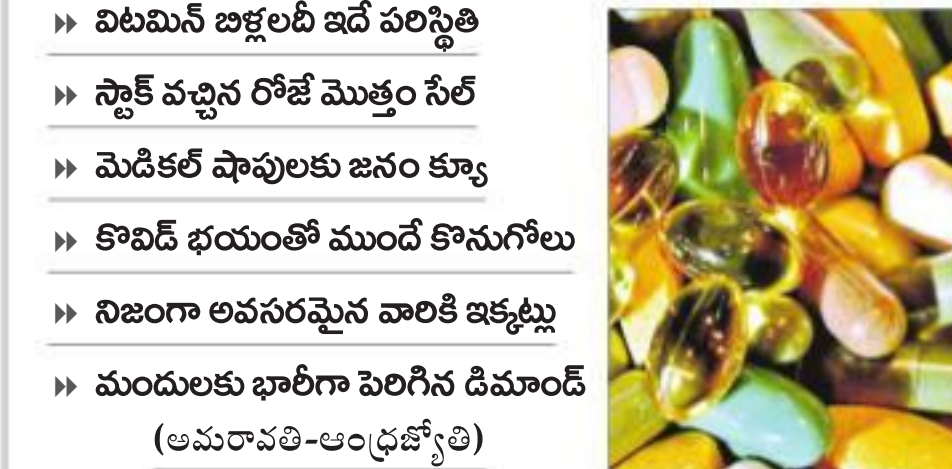 ▸▸ విటమిన్ బిళ్లలదీ ఇదే పరిస్థితి
▸▸ స్టాక్ వచ్చిన రోజే మొత్తం సేల్
▸▸ మెడికల్ షాపులకు జనం క్యూ
▸▸ కొవిడ్ భయంతో ముందే కొనుగోలు
▸▸ నిజంగా అవసరమైన వారికి ఇక్కట్లు
▸▸ మందులకు భారీగా పెరిగిన డిమాండ్
(అమరావతి-ఆంధ్రజ్యోతి)